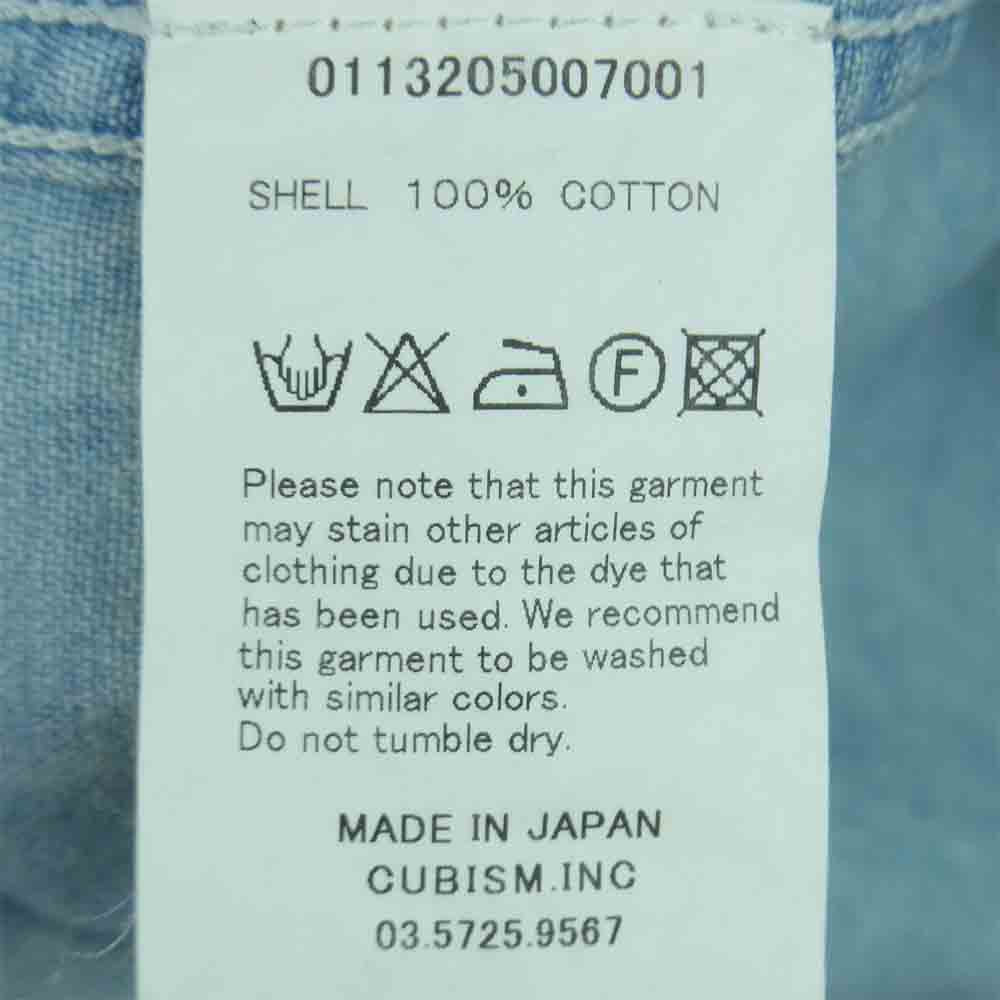 0113205007001
SHELL 100% COTTON
F
Please note that this garment
may stain other articles of
clothing due to the dye that
has been used. We recommend
this garment to be washed
with similar colors.
Do not tumble dry.
MADE IN JAPAN
CUBISM.INC
03.5725.9567